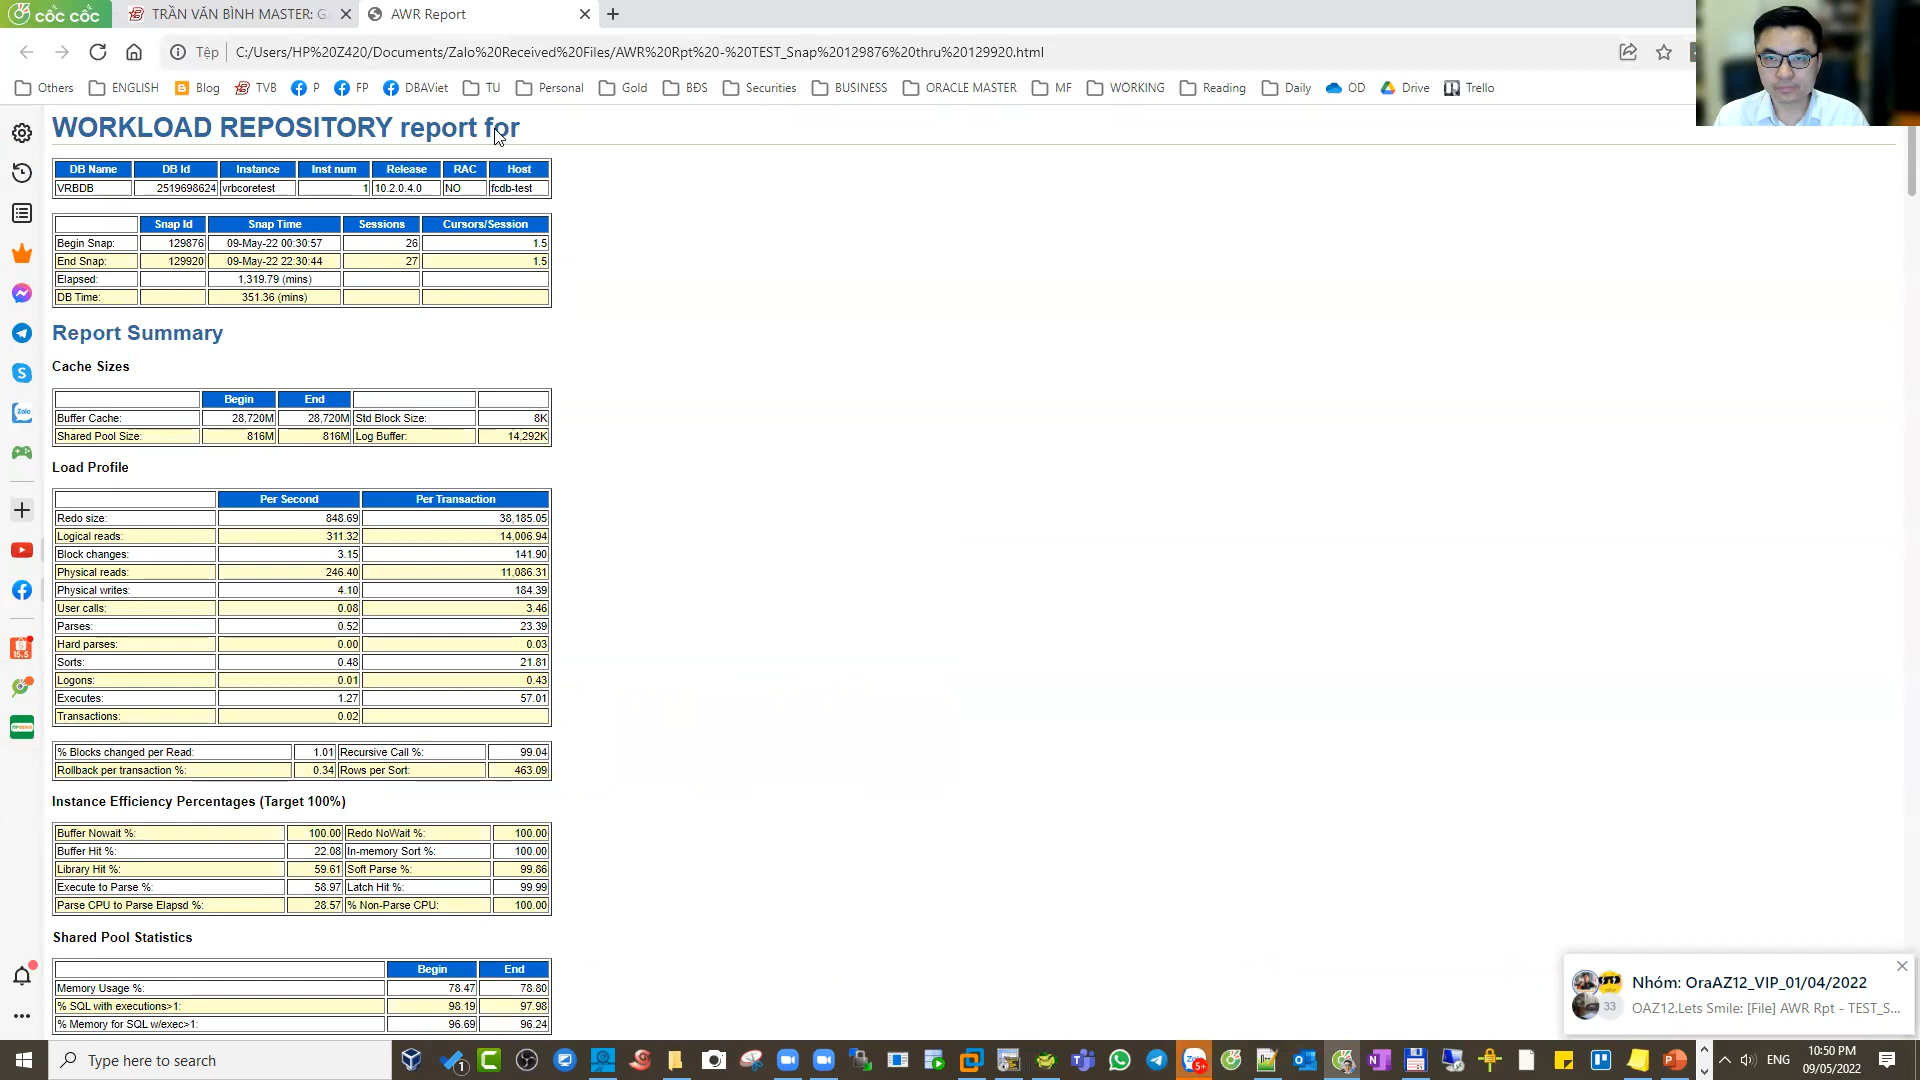 cốc cốc
TRẦN VĂN BÌNH MASTER: G
AWR Report
Tệp
C:/Users/HP%20Z420/Documents/Zalo%20Received%20Files/AWR%20Rpt%20-%20TEST_Snap%20129876%20thru%20129920.html
Others ENGLISH Blog TVB P FP DBAViet TU Personal Gold BĐS Securities BUSINESS ORACLE MASTER MF WORKING Reading Daily OD Drive Trello
WORKLOAD REPOSITORY report for
DB Name DB Id Instance Inst num Release RAC Host
VRBDB 2519698624 vrbcoretest 1 10.2.0.4.0 NO fcdb-test
Snap Id Snap Time Sessions Cursors/Session
Begin Snap: 129876 09-May-22 00:30:57 26 1.5
End Snap: 129920 09-May-22 22:30:44 27 1.5
Elapsed: 1,319.79 (mins)
DB Time: 351.36 (mins)
Report Summary
Cache Sizes
Begin End
Buffer Cache: 28,720M 28,720M Std Block Size: 8K
Shared Pool Size: 816M 816M Log Buffer: 14,292K
Load Profile
Per Second Per Transaction
Redo size: 848.69 38,185.05
Logical reads: 311.32 14,006.94
Block changes: 3.15 141.90
Physical reads: 246.40 11,086.31
Physical writes: 4.10 184.39
User calls: 0.08 3.46
Parses: 0.52 23.39
Hard parses: 0.00 0.03
Sorts: 0.48 21.81
Logons: 0.01 0.43
Executes: 1.27 57.01
Transactions: 0.02
% Blocks changed per Read: 1.01 Recursive Call %: 99.04
Rollback per transaction %: 0.34 Rows per Sort: 463.09
Instance Efficiency Percentages (Target 100%)
Buffer Nowait %: 100.00 Redo NoWait %: 100.00
Buffer Hit %: 22.08 In-memory Sort %: 100.00
Library Hit %: 59.61 Soft Parse %: 99.86
Execute to Parse %: 58.97 Latch Hit %: 99.99
Parse CPU to Parse Elapsd %: 28.57 % Non-Parse CPU: 100.00
Shared Pool Statistics
Begin End
Memory Usage %: 78.47 78.80
% SQL with executions>1: 98.19 97.98
% Memory for SQL w/exec>1: 96.69 96.24
Nhóm: OraAZ12_VIP_01/04/2022
33
OAZ12.Lets Smile: [File] AWR Rpt - TEST_S...
Type here to search
ENG
10:50 PM
09/05/2022